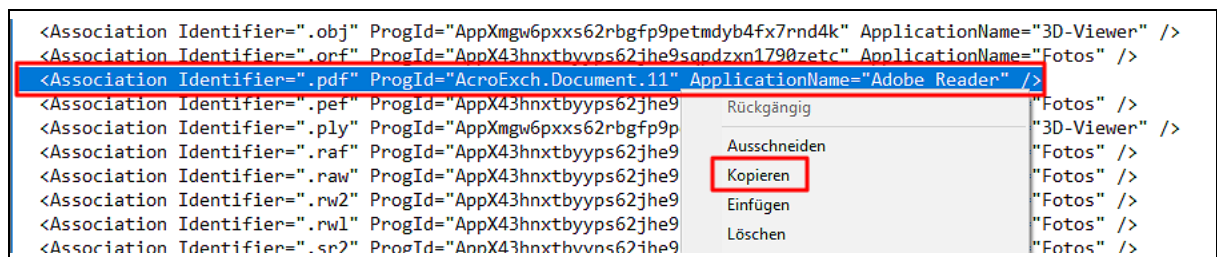 <Association Identifier=".obj" ProgId="AppXmgw6pxxs62rbgfp9petmdyb4fx7rnd4k" ApplicationName="3D-Viewer" />
<Association Identifier=".orf" ProgId="AppX43hnxtbyyps62jhe9sqpdzxn1790zetc" ApplicationName="Fotos" />
<Association Identifier=".pdf" ProgId="AcroExch.Document.11" ApplicationName="Adobe Reader" />
<Association Identifier=".pef" ProgId="AppX43hnxtbyyps62jhe9 "Fotos" />
Rückgängig
<Association Identifier=".ply" ProgId="AppXmgw6pxxs62rbgfp9p "3D-Viewer" />
<Association Identifier=".raf" ProgId="AppX43hnxtbyyps62jhe9 "Fotos" />
Ausschneiden
<Association Identifier=".raw" ProgId="AppX43hnxtbyyps62jhe9 "Fotos" />
Kopieren
<Association Identifier=".rw2" ProgId="AppX43hnxtbyyps62jhe9 "Fotos" />
Einfügen
<Association Identifier=".rwl" ProgId="AppX43hnxtbyyps62jhe9 "Fotos" />
Löschen
<Association Identifier=".sr2" ProgId="AppX43hnxtbyyps62jhe9 "Fotos" />